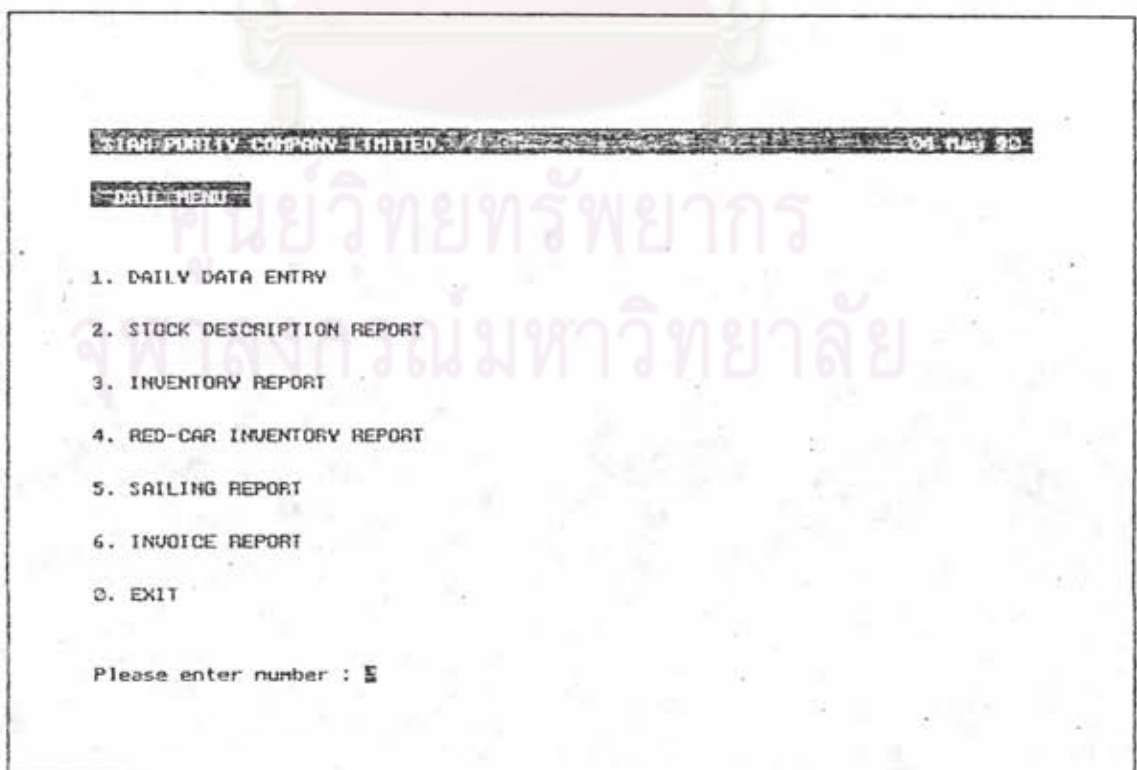 SIAM PURITY COMPANY LIMITED. 04 May 90
DAIL MENU
ศูนย์วิทยทรัพยากร
1. DAILY DATA ENTRY
2. STOCK DESCRIPTION REPORT
จุฬาลงกรณ์มหาวิทยาลัย
3. INVENTORY REPORT
4. RED-CAR INVENTORY REPORT
5. SAILING REPORT
6. INVOICE REPORT
0. EXIT
Please enter number :